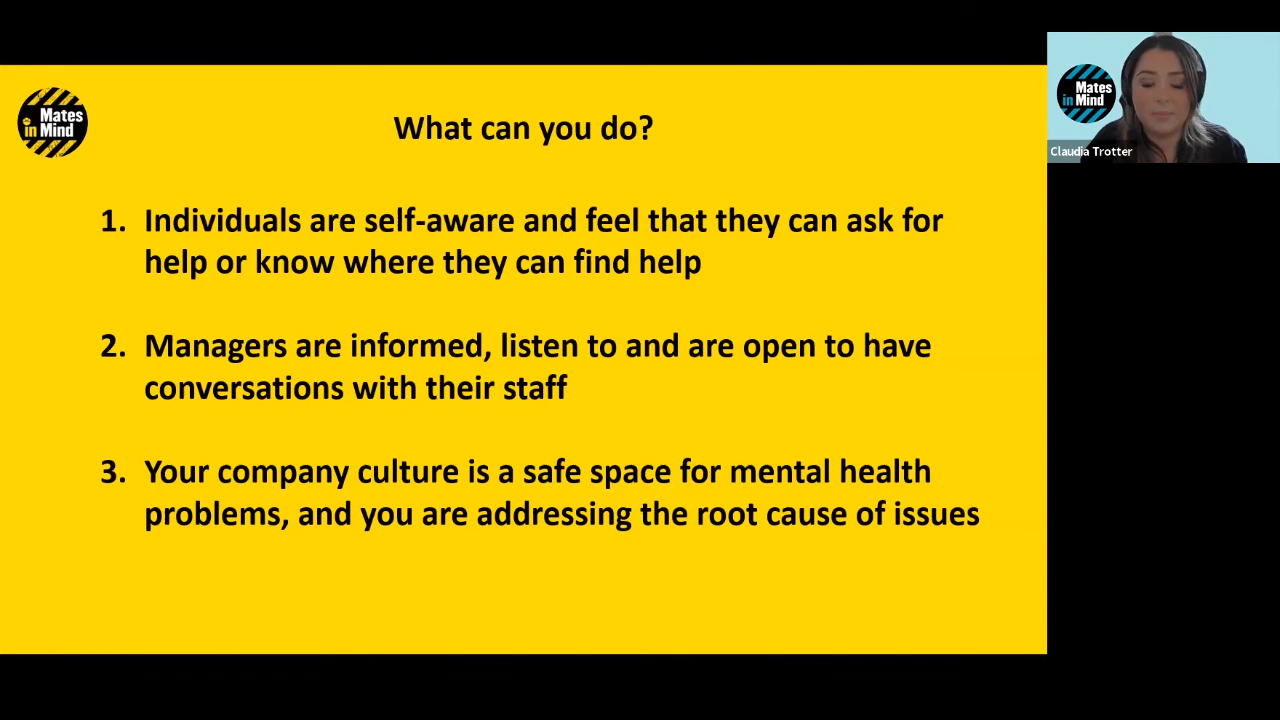 Mates
in Mind
What can you do?
1. Individuals are self-aware and feel that they can ask for
help or know where they can find help
2. Managers are informed, listen to and are open to have
conversations with their staff
3. Your company culture is a safe space for mental health
problems, and you are addressing the root cause of issues
Mates
in Mind
Claudia Trotter